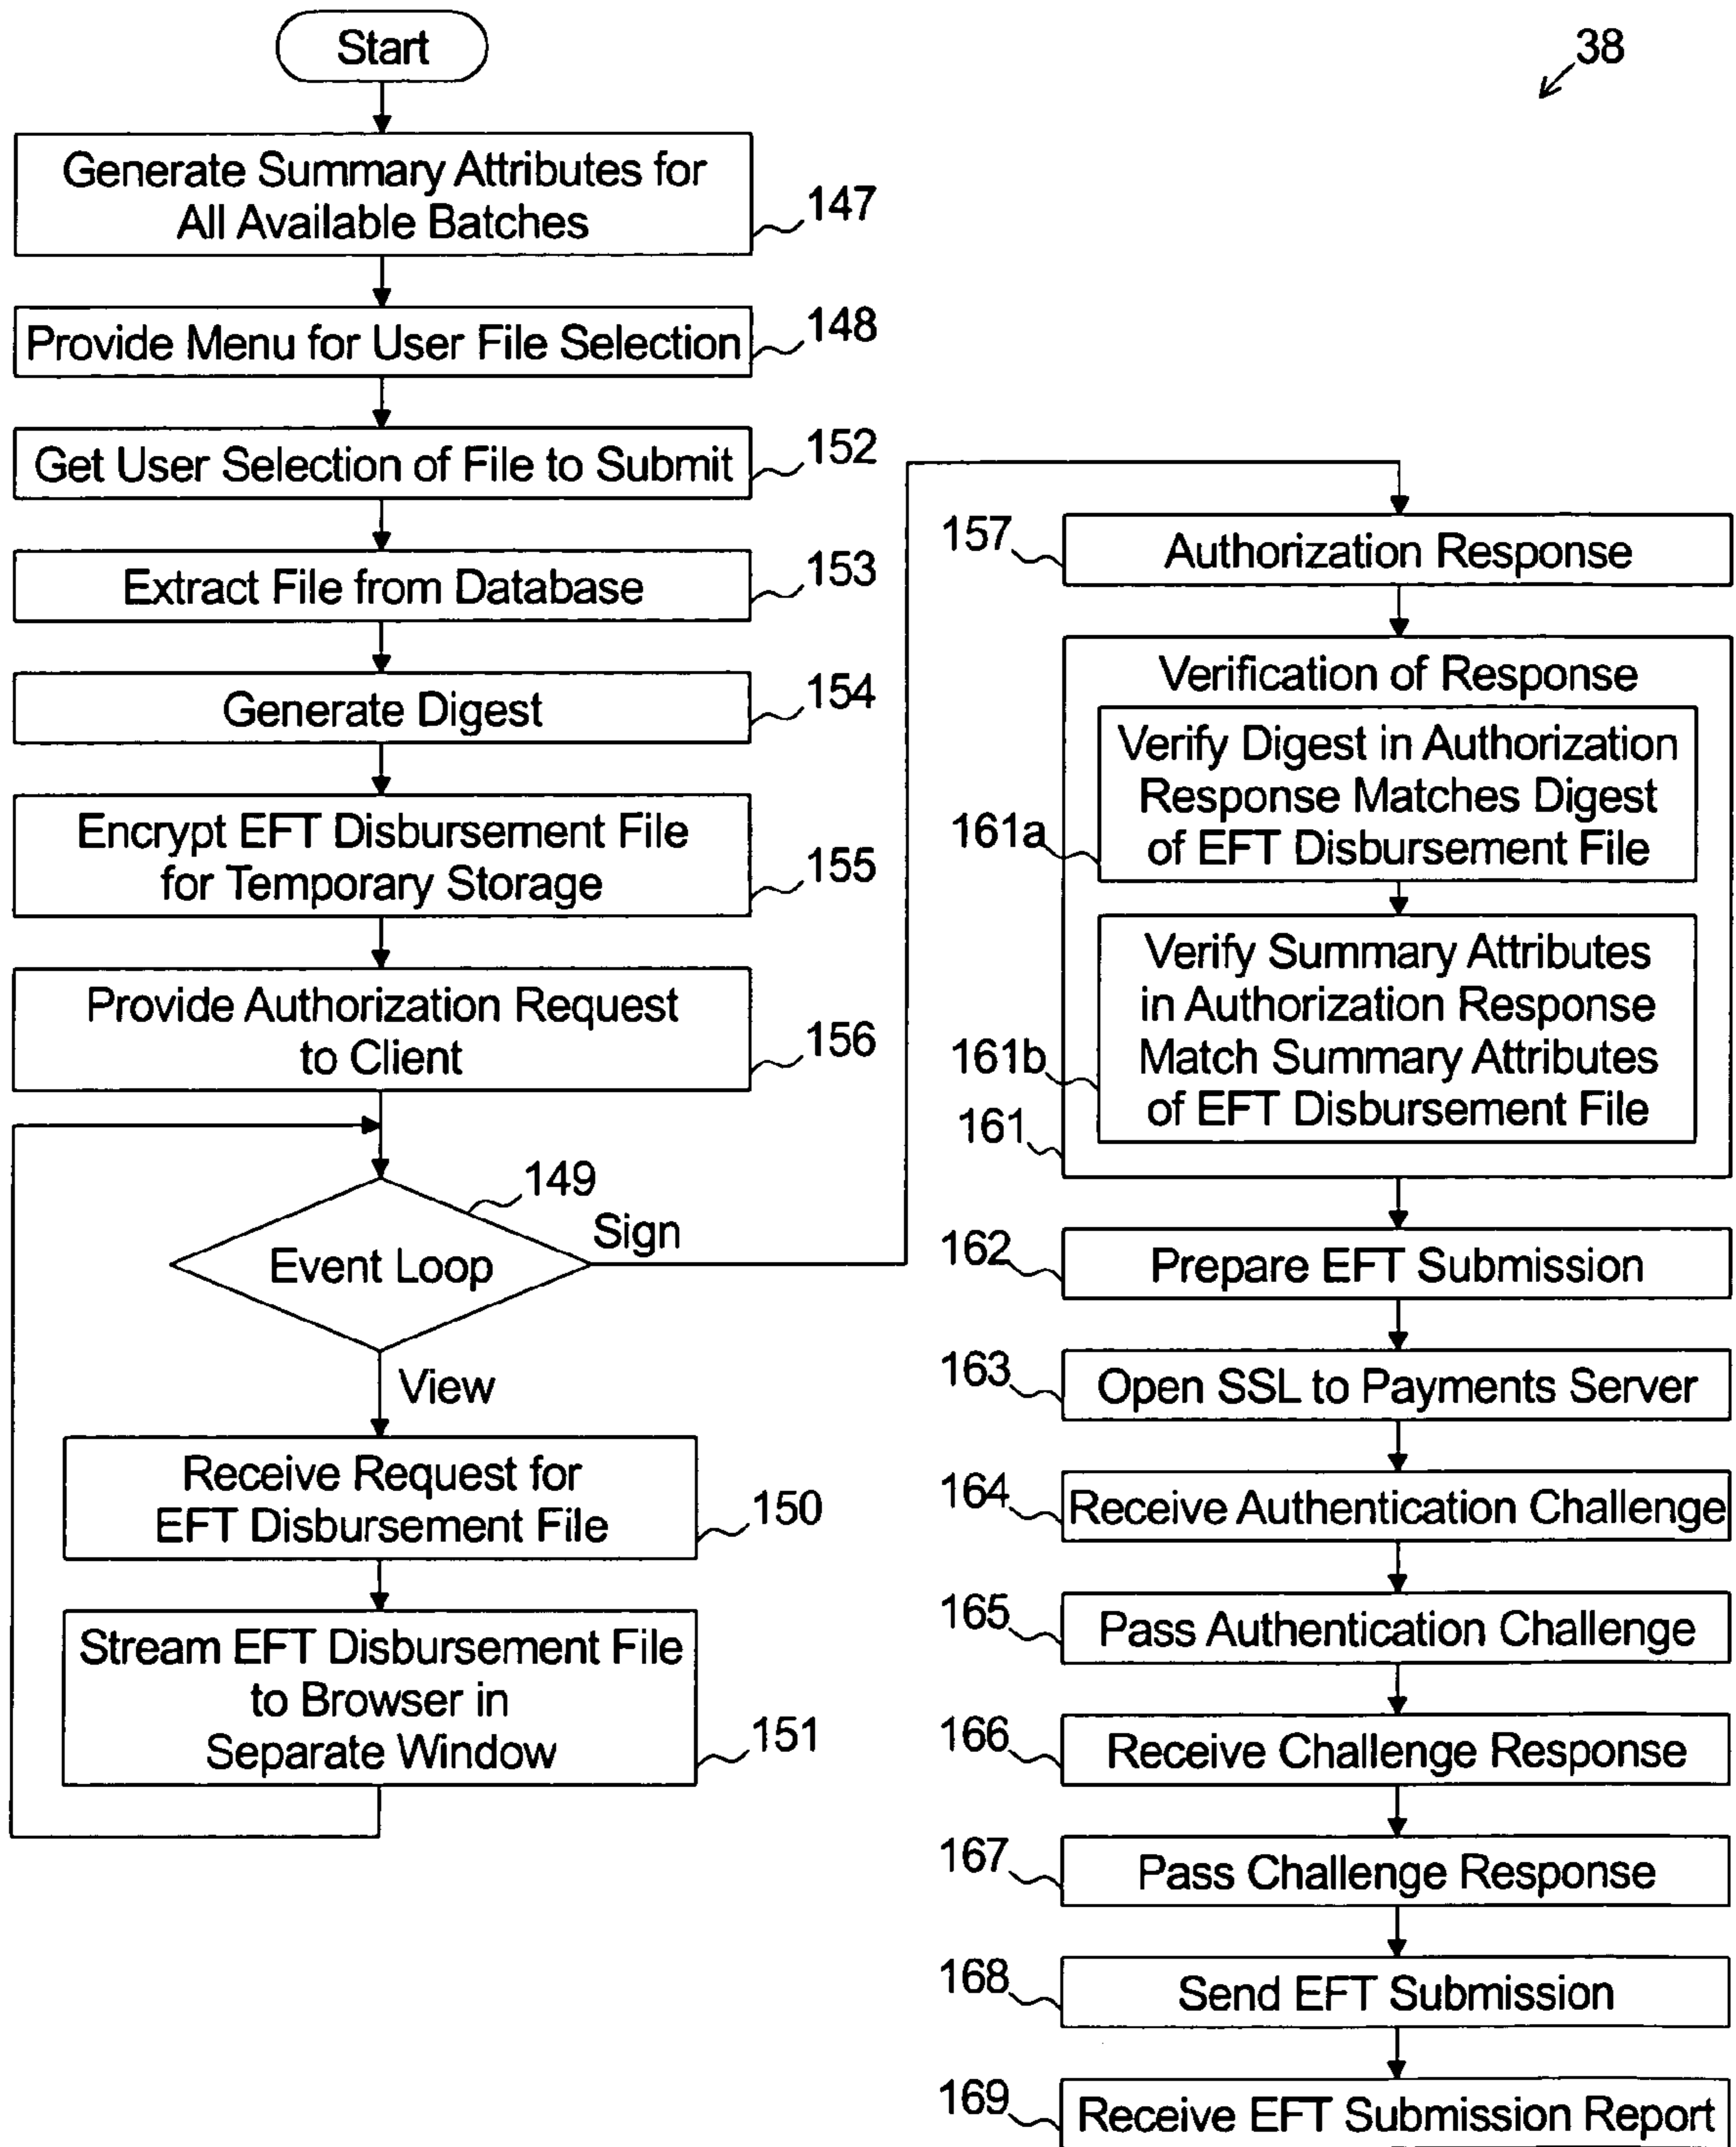 Start
38
Generate Summary Attributes for
All Available Batches
147
Provide Menu for User File Selection
148
Get User Selection of File to Submit
152
Extract File from Database
153
Generate Digest
154
Encrypt EFT Disbursement File
for Temporary Storage
155
Provide Authorization Request
to Client
156
149
Event Loop
Sign
View
Receive Request for
EFT Disbursement File
150
Stream EFT Disbursement File
to Browser in
Separate Window
151
157
Authorization Response
Verification of Response
Verify Digest in Authorization
Response Matches Digest
of EFT Disbursement File
161a
Verify Summary Attributes
in Authorization Response
Match Summary Attributes
of EFT Disbursement File
161b
161
162
Prepare EFT Submission
163
Open SSL to Payments Server
164
Receive Authentication Challenge
165
Pass Authentication Challenge
166
Receive Challenge Response
167
Pass Challenge Response
168
Send EFT Submission
169
Receive EFT Submission Report